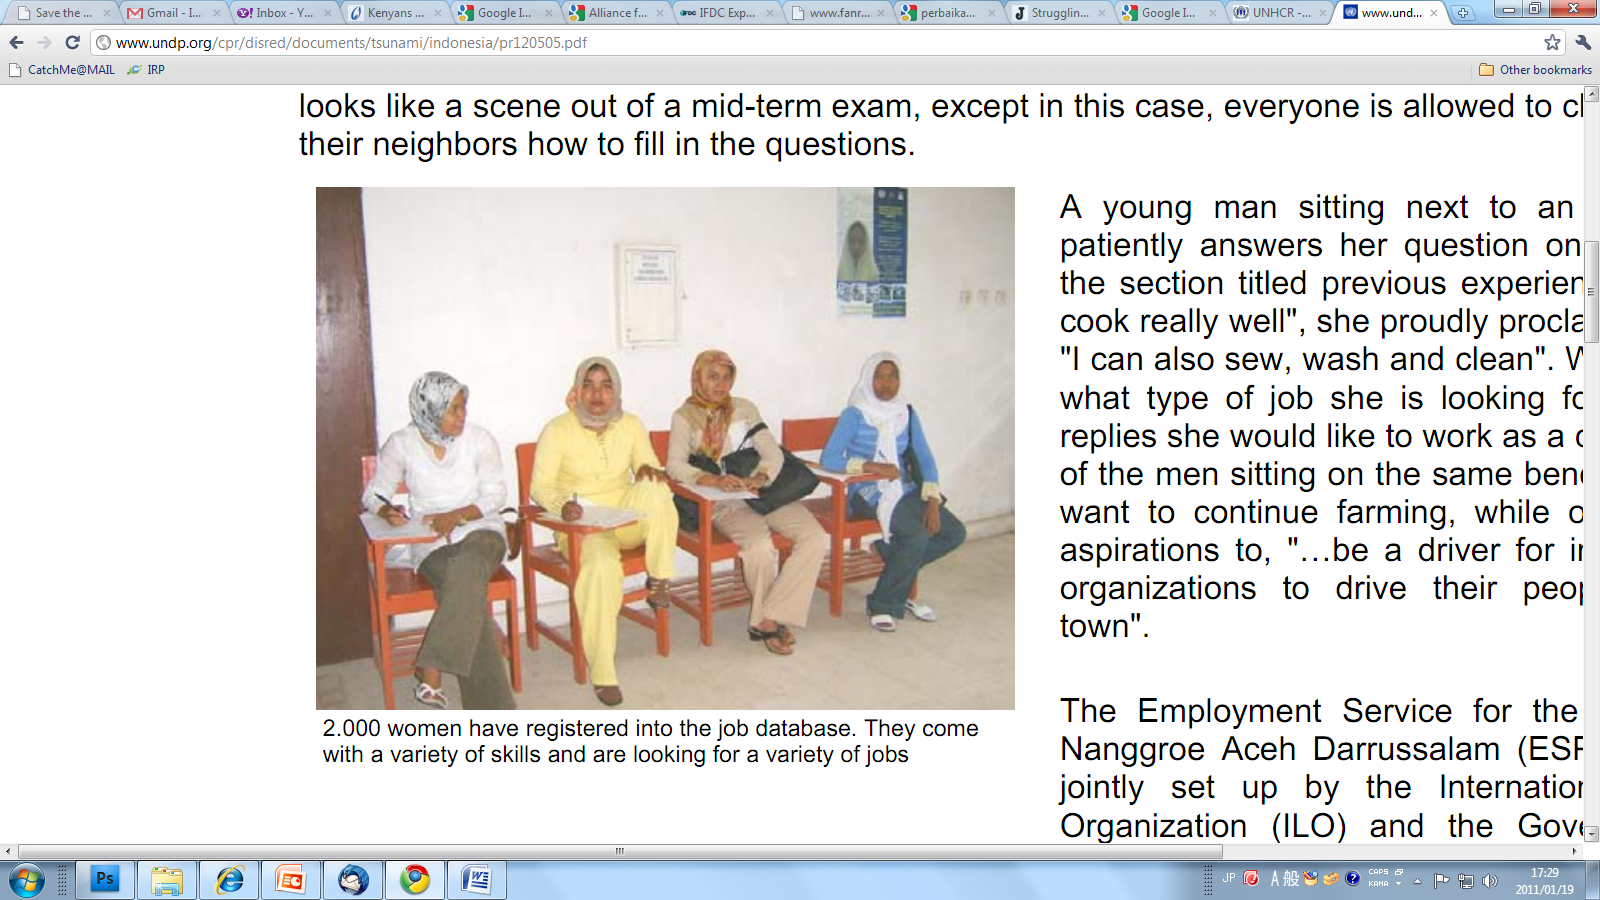 Save the ...
Gmail - I...
Inbox - Y...
Kenyans ...
Google I...
Alliance f...
IFDC Exp...
www.fanr...
perbaika...
Strugglin...
Google I...
UNHCR -...
www.und...
www.undp.org/cpr/disred/documents/tsunami/indonesia/pr120505.pdf
CatchMe@MAIL
IRP
Other bookmarks
looks like a scene out of a mid-term exam, except in this case, everyone is allowed to
their neighbors how to fill in the questions.
A young man sitting next to an
patiently answers her question on
the section titled previous experien
cook really well", she proudly procla
"I can also sew, wash and clean".
what type of job she is looking fo
replies she would like to work as a
of the men sitting on the same ben
want to continue farming, while o
aspirations to, "...be a driver for
organizations to drive their peo
town".
The Employment Service for the
Nanggroe Aceh Darrussalam (ESP
jointly set up by the Internation
Organization (ILO) and the Gove
2.000 women have registered into the job database. They come
with a variety of skills and are looking for a variety of jobs
Ps
JP
A 般
CAPS
KANA
17:29
2011/01/19